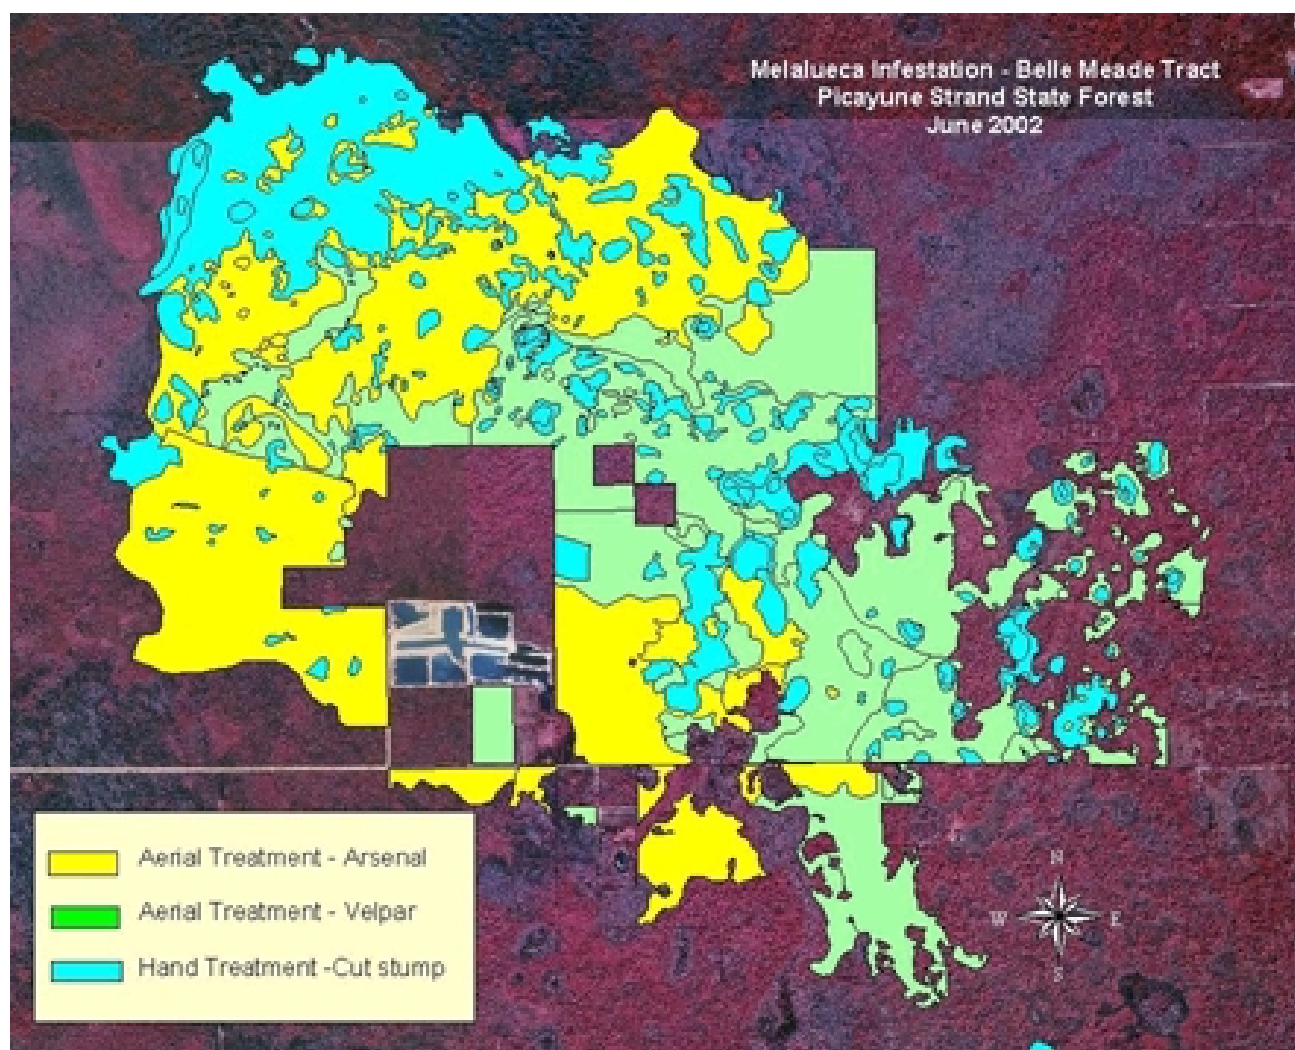 Melalueca Infestation - Belle Meade Tract
Picayune Strand State Forest
June 2002
Aerial Treatment - Arsenal
Aerial Treatment - Velpar
Hand Treatment -Cut stump
N
W
E
S